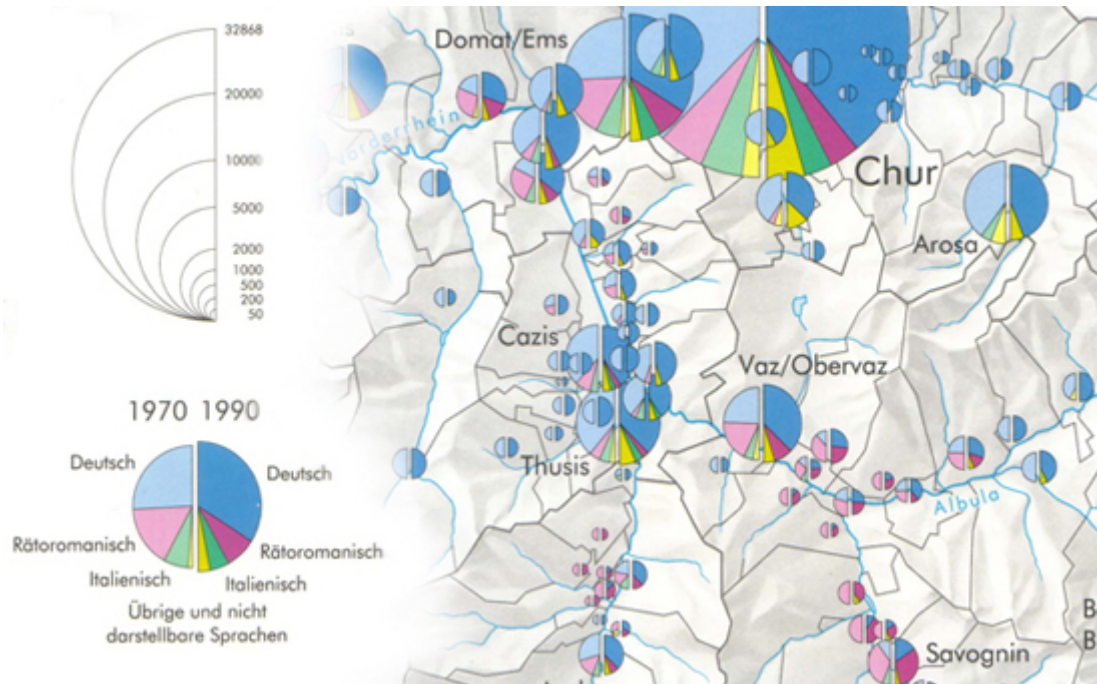 32868
20000
10000
5000
2000
1000
500
200
50
1970 1990
Deutsch
Deutsch
Rätoromanisch
Rätoromanisch
Italienisch
Italienisch
Übrige und nicht
darstellbare Sprachen
Domat/Ems
Vorderrhein
Chur
Arosa
Cazis
Vaz/Obervaz
Thusis
Albula
Savognin
B
B